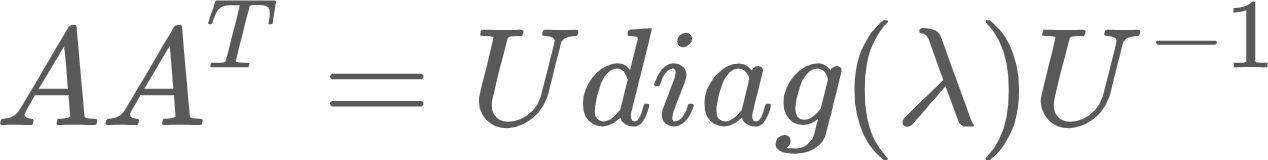 AA^T = Udiag(λ)U^{-1}